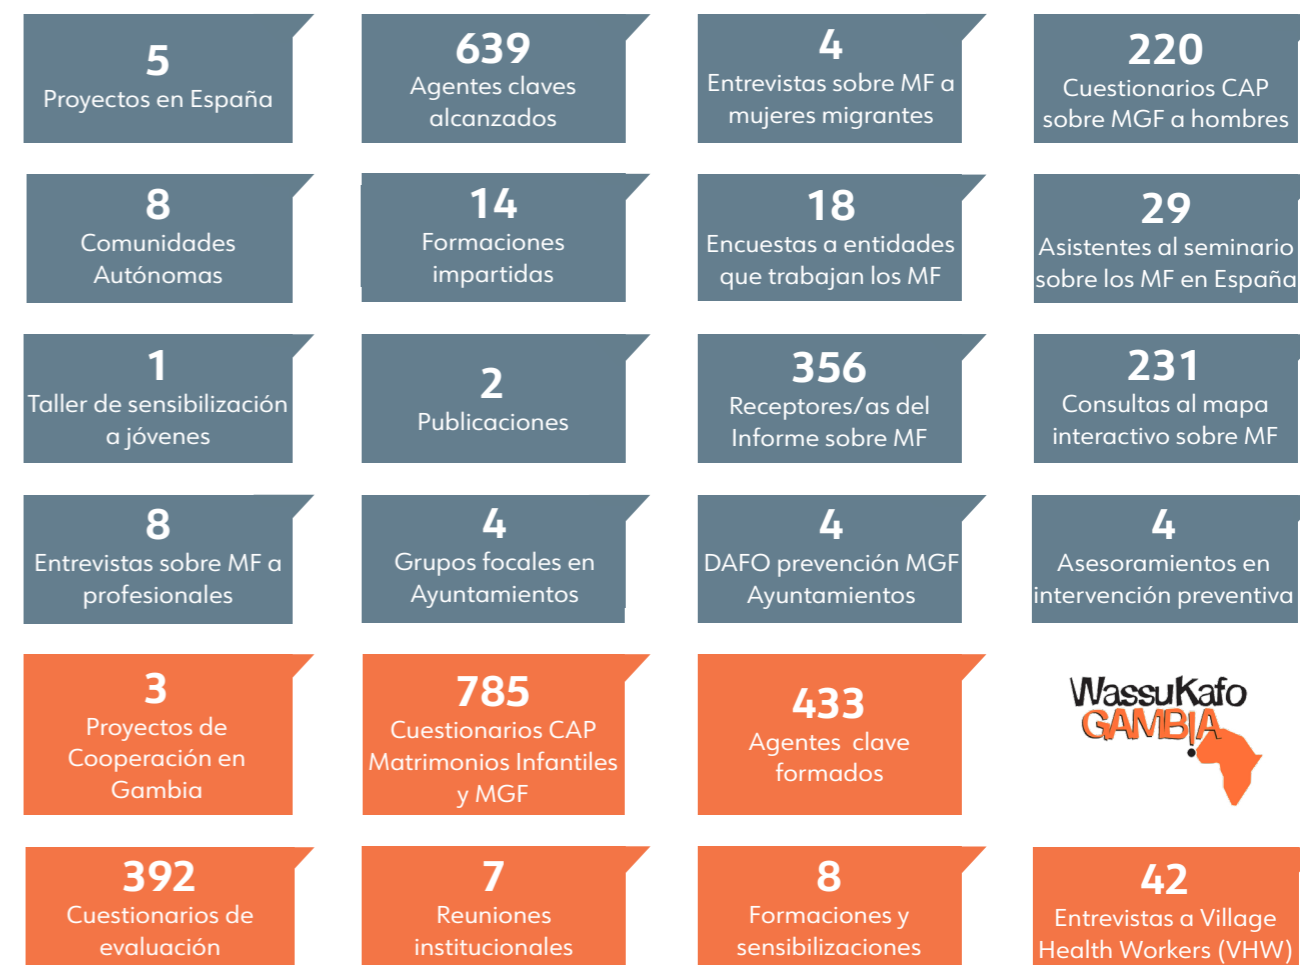 5
Proyectos en España
639
Agentes claves
alcanzados
4
Entrevistas sobre MF a
mujeres migrantes
220
Cuestionarios CAP
sobre MGF a hombres
8
Comunidades
Autónomas
14
Formaciones
impartidas
18
Encuestas a entidades
que trabajan los MF
29
Asistentes al seminario
sobre los MF en España
1
Taller de sensibilización
a jóvenes
2
Publicaciones
356
Receptores/as del
Informe sobre MF
231
Consultas al mapa
interactivo sobre MF
8
Entrevistas sobre MF a
profesionales
4
Grupos focales en
Ayuntamientos
4
DAFO prevención MGF
Ayuntamientos
4
Asesoramientos en
intervención preventiva
3
Proyectos de
Cooperación en
Gambia
785
Cuestionarios CAP
Matrimonios Infantiles
y MGF
433
Agentes clave
formados
WassuKafo
GAMBIA
392
Cuestionarios de
evaluación
7
Reuniones
institucionales
8
Formaciones y
sensibilizaciones
42
Entrevistas a Village
Health Workers (VHW)